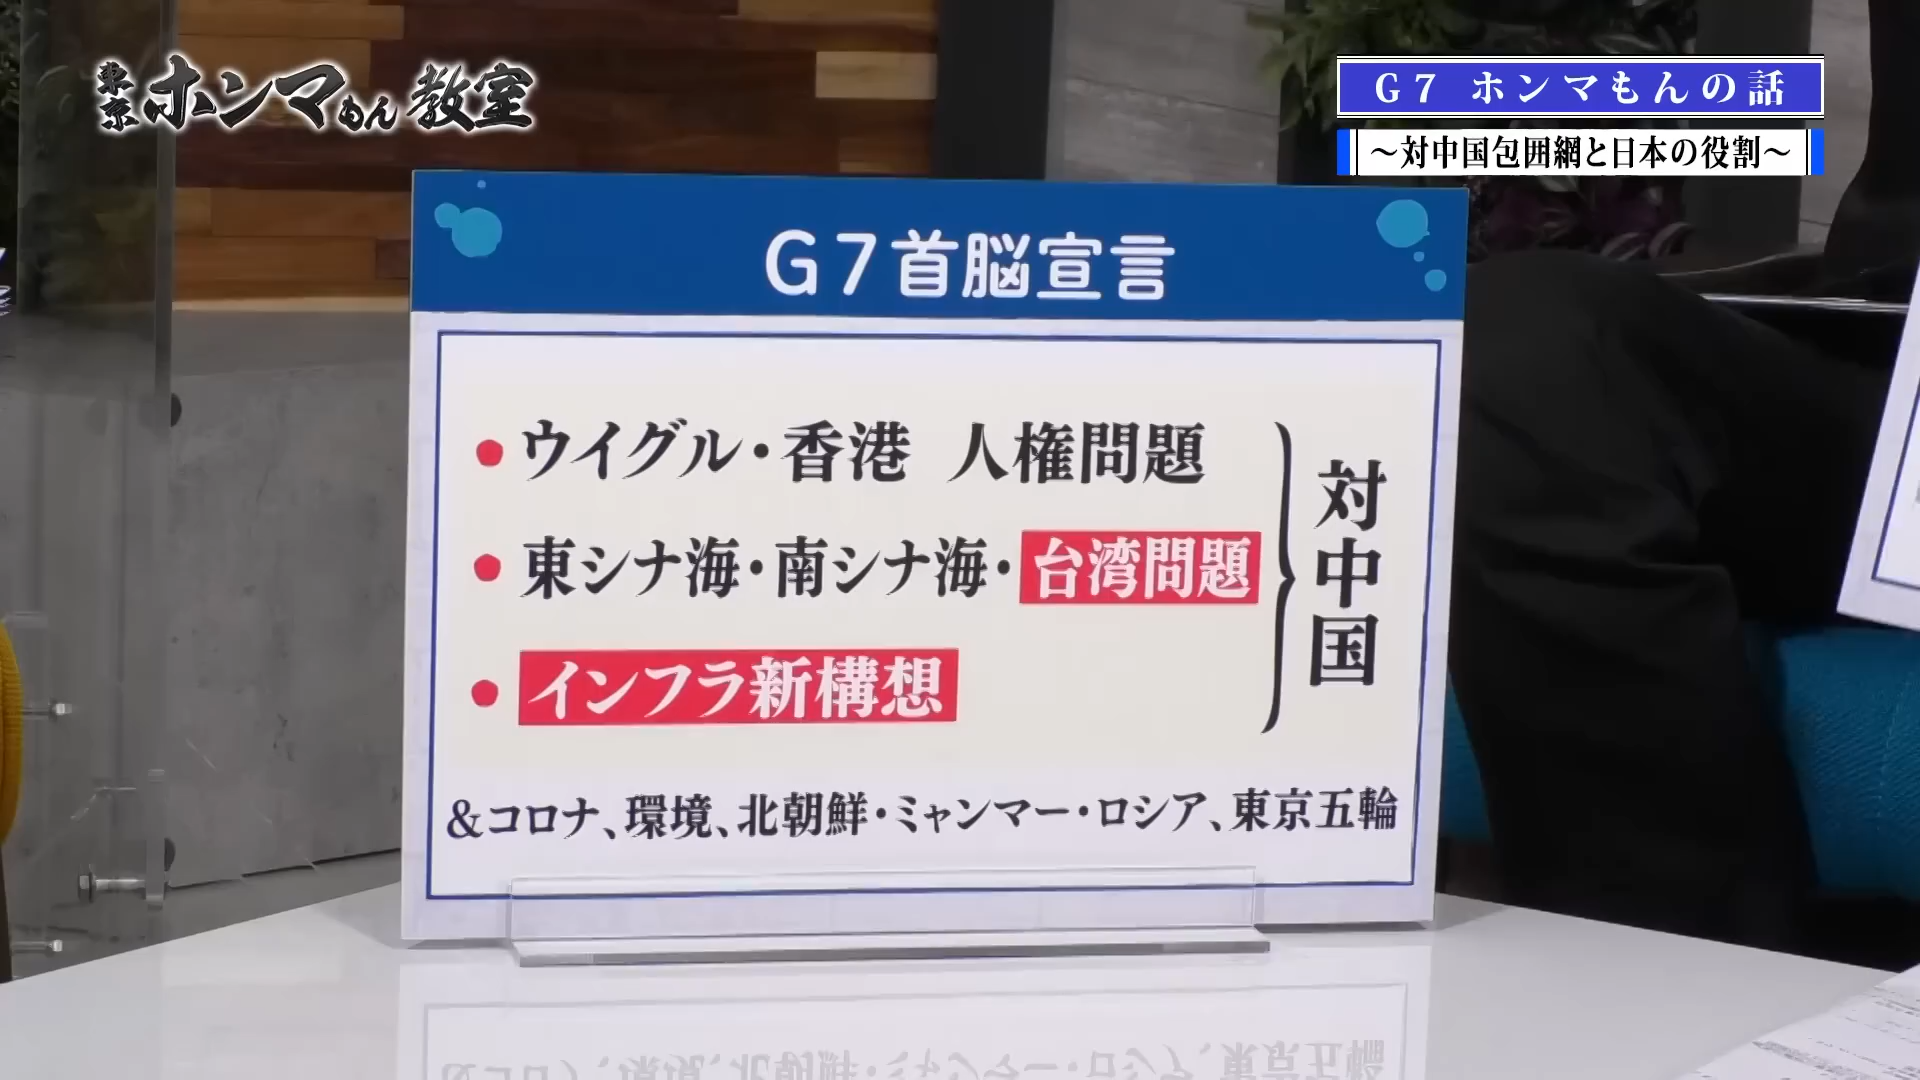 東京ホンマもん教室
G7 ホンマもんの話
～対中国包囲網と日本の役割～
G7首脳宣言
・ウイグル・香港 人権問題
・東シナ海・南シナ海・台湾問題
・インフラ新構想
対中国
&コロナ、環境、北朝鮮・ミャンマー・ロシア、東京五輪